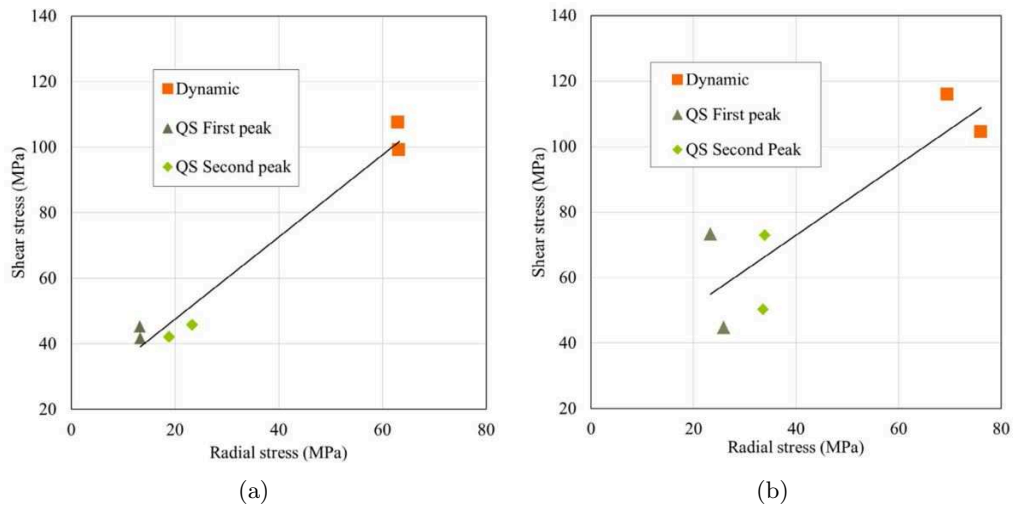 140
120
100
80
60
40
20
0
20
40
60
80
Shear stress (MPa)
Radial stress (MPa)
Dynamic
QS First peak
QS Second peak
(a)
140
120
100
80
60
40
20
0
20
40
60
80
Shear stress (MPa)
Radial stress (MPa)
Dynamic
QS First peak
QS Second Peak
(b)